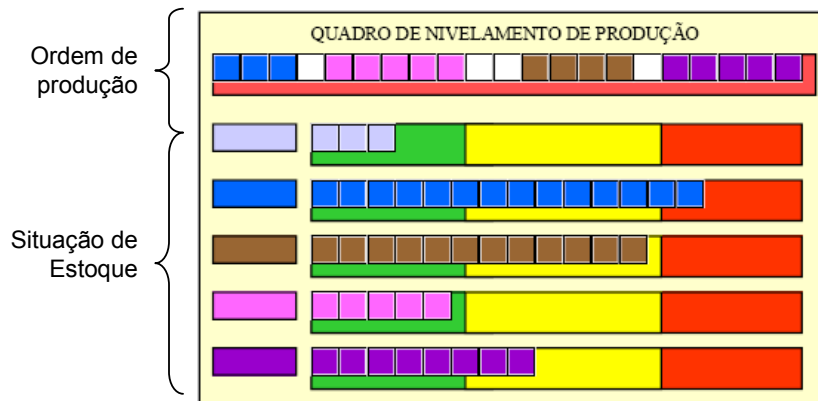 QUADRO DE NIVELAMENTO DE PRODUÇÃO
Ordem de
produção
Situação de
Estoque